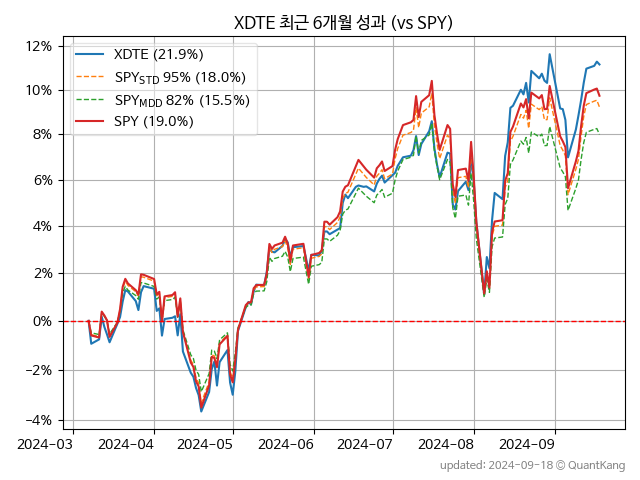 XDTE 최근 6개월 성과 (vs SPY)
XDTE (21.9%)
SPY_STD 95% (18.0%)
SPY_MDD 82% (15.5%)
SPY (19.0%)
12%
10%
8%
6%
4%
2%
0%
−2%
−4%
2024-03 2024-04 2024-05 2024-06 2024-07 2024-08 2024-09
updated: 2024-09-18 © QuantKang